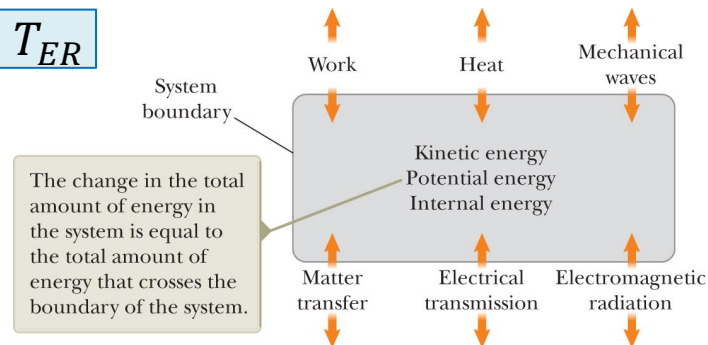 T_ER
Work
Heat
Mechanical
waves
System
boundary
Kinetic energy
Potential energy
Internal energy
The change in the total
amount of energy in
the system is equal to
the total amount of
energy that crosses the
boundary of the system.
Matter
transfer
Electrical
transmission
Electromagnetic
radiation